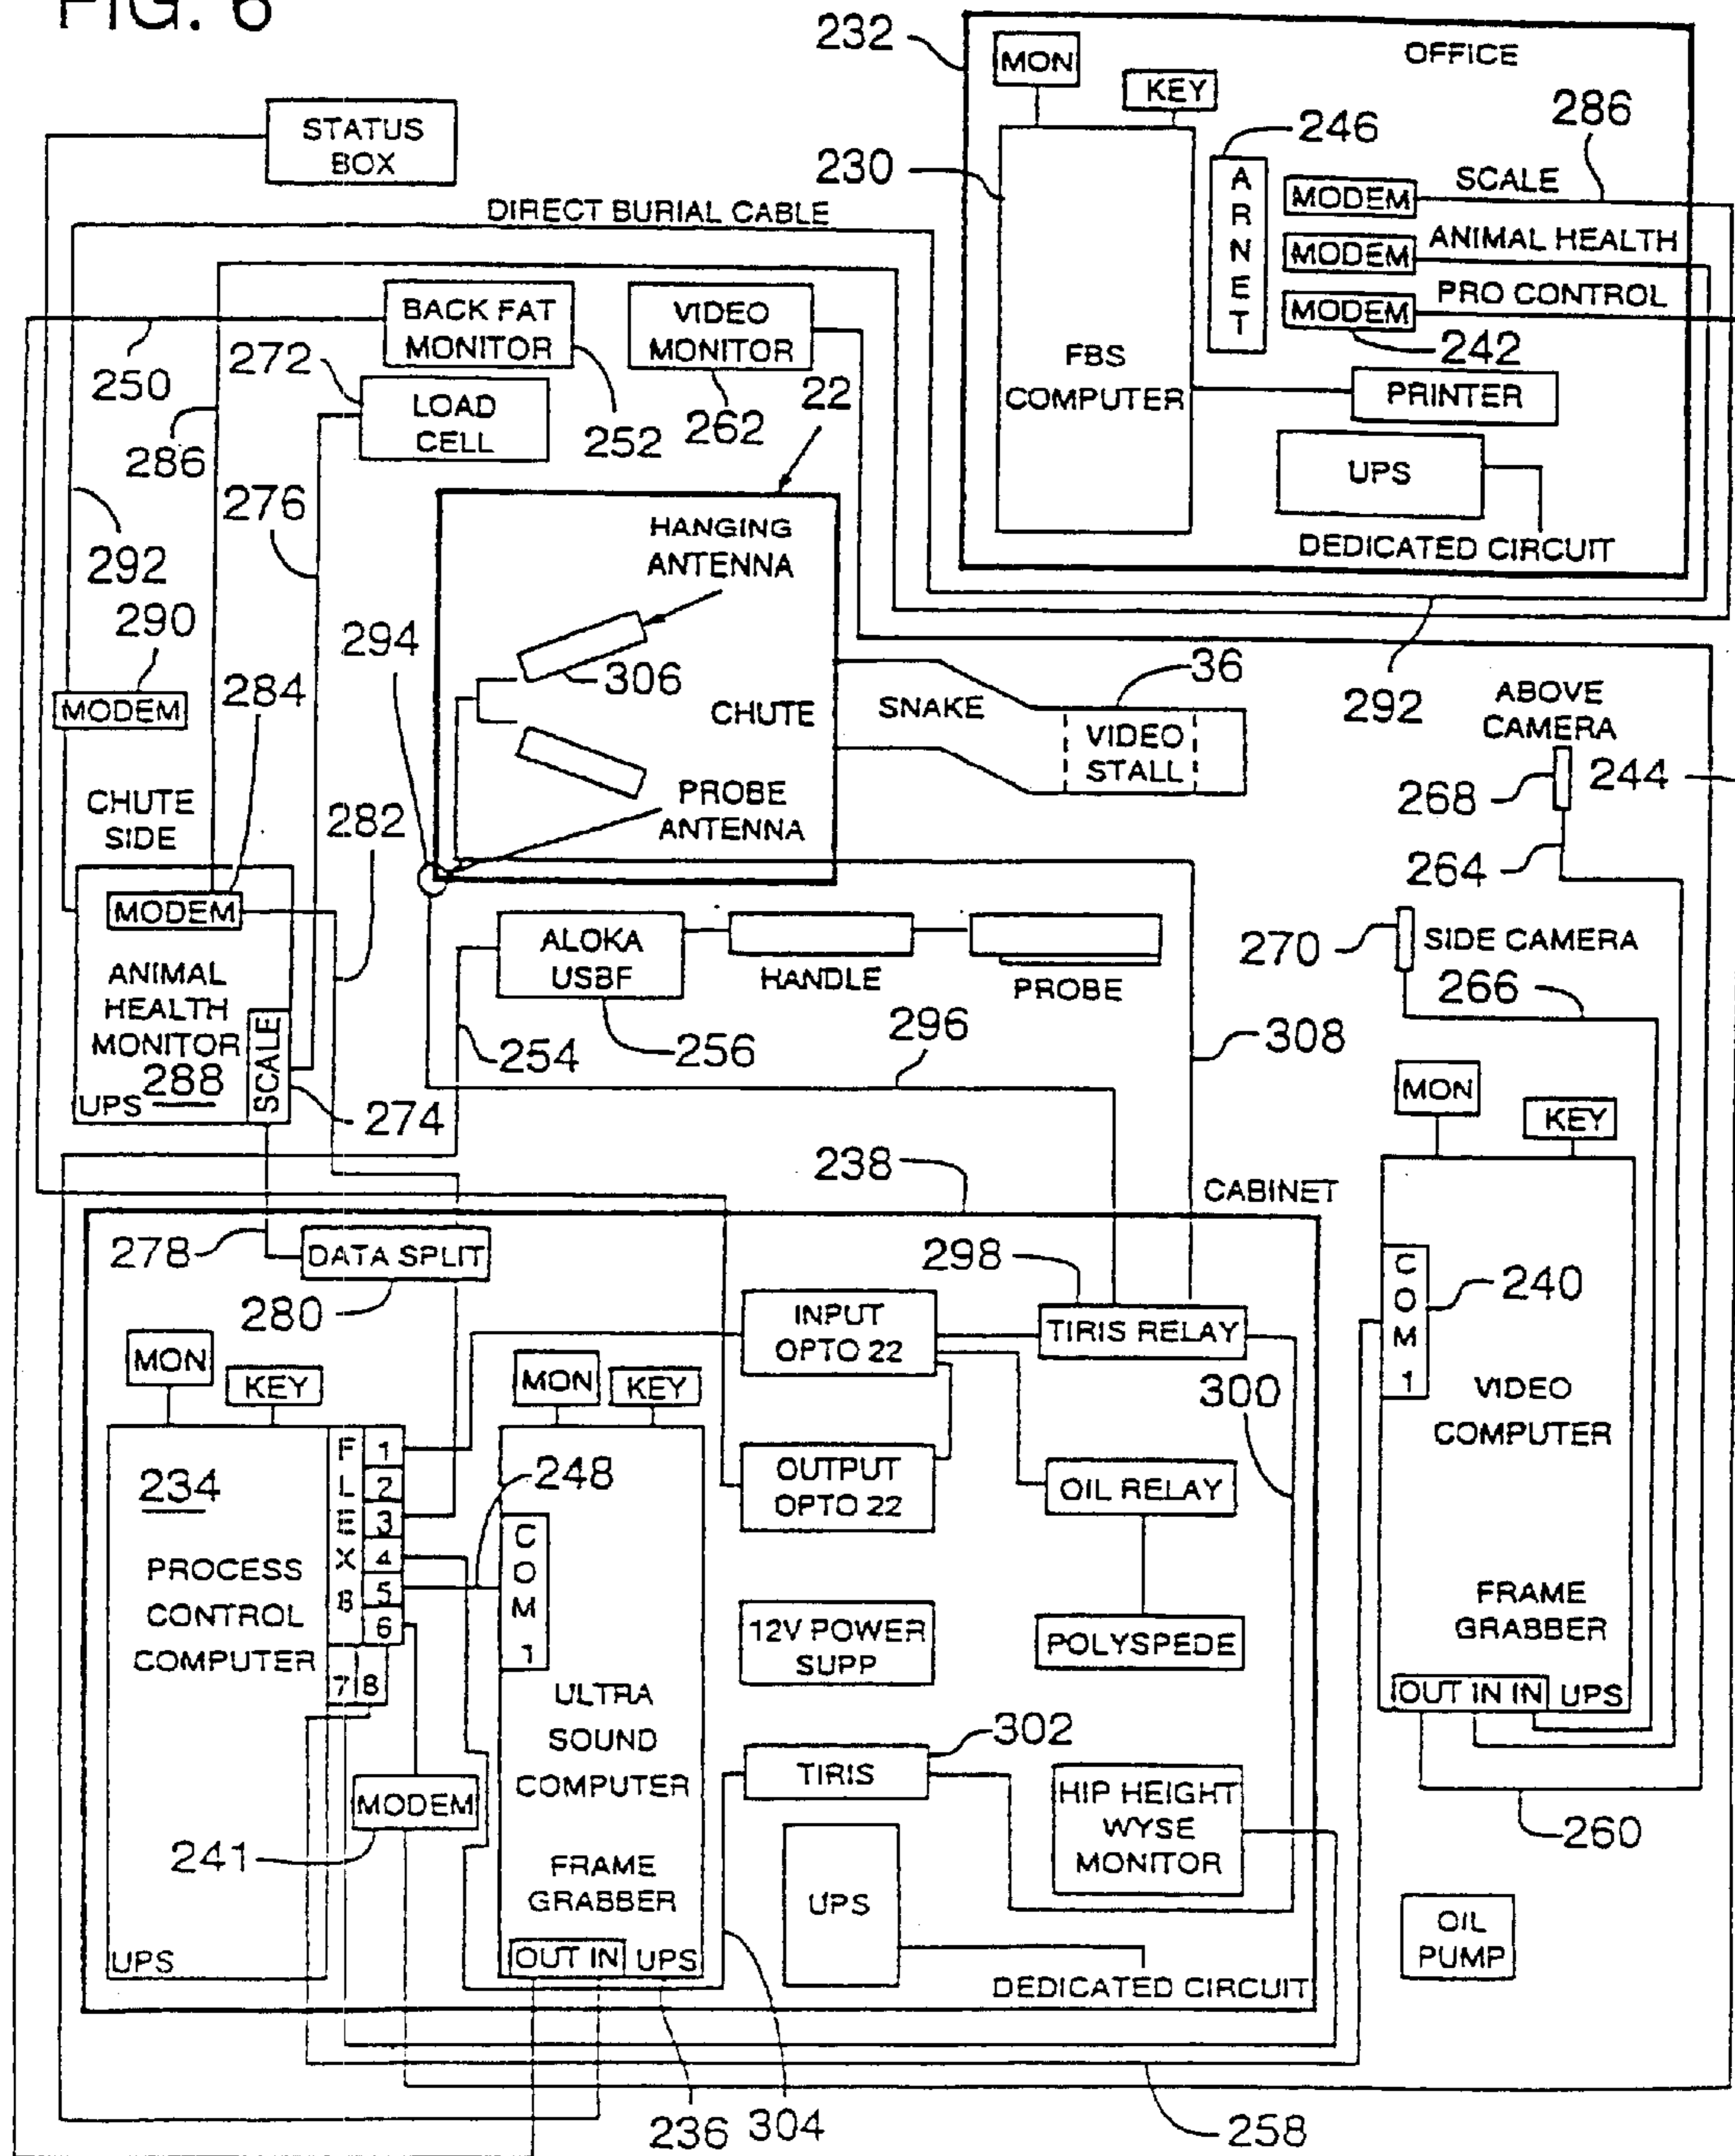 FIG. 6
232
OFFICE
MON
KEY
246
286
230
ARNET
MODEM
SCALE
MODEM
ANIMAL HEALTH
MODEM
PRO CONTROL
242
FBS
COMPUTER
PRINTER
UPS
DEDICATED CIRCUIT
STATUS
BOX
DIRECT BURIAL CABLE
BACK FAT
MONITOR
VIDEO
MONITOR
250
272
LOAD
CELL
252
262
22
286
276
HANGING
ANTENNA
292
290
294
MODEM
284
306
CHUTE
SNAKE
36
VIDEO
STALL
292
ABOVE
CAMERA
268
244
264
CHUTE
SIDE
282
PROBE
ANTENNA
MODEM
ANIMAL
HEALTH
MONITOR
288
UPS
SCALE
274
ALOKA
USBF
HANDLE
PROBE
270
SIDE CAMERA
266
254
256
296
308
MON
KEY
238
CABINET
278
DATA SPLIT
280
298
INPUT
OPTO 22
TIRIS RELAY
COM 1
240
VIDEO
COMPUTER
MON
KEY
MON
KEY
300
234
FLEX 8
1
2
3
4
5
6
7 8
248
OUTPUT
OPTO 22
OIL RELAY
COM 1
PROCESS
CONTROL
COMPUTER
12V POWER
SUPP
POLYSPEDE
FRAME
GRABBER
OUT IN IN UPS
ULTRA
SOUND
COMPUTER
302
TIRIS
HIP HEIGHT
WYSE
MONITOR
MODEM
241
260
FRAME
GRABBER
UPS
OIL
PUMP
UPS
OUT IN UPS
DEDICATED CIRCUIT
236
304
258